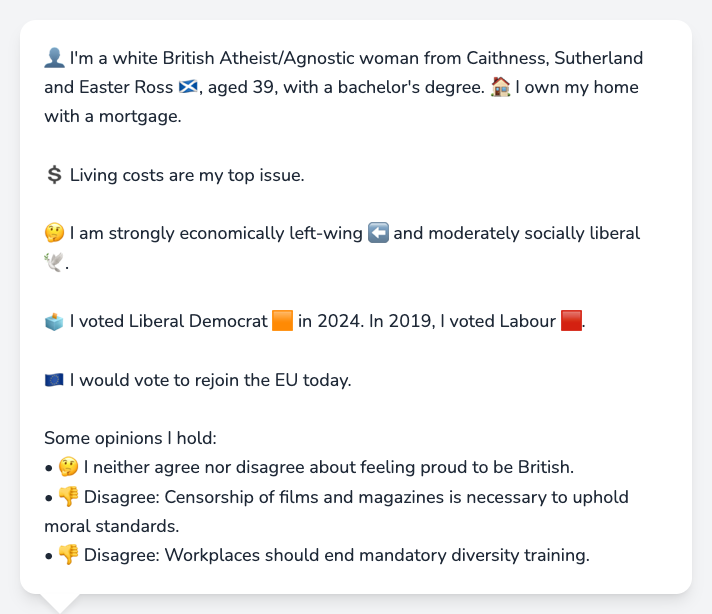 👤 I'm a white British Atheist/Agnostic woman from Caithness, Sutherland
and Easter Ross 🏴󠁧󠁢󠁳󠁣󠁴󠁿, aged 39, with a bachelor's degree. 🏠 I own my home
with a mortgage.
💲 Living costs are my top issue.
🤔 I am strongly economically left-wing ⬅️ and moderately socially liberal
🕊️.
🗳️ I voted Liberal Democrat 🟧 in 2024. In 2019, I voted Labour 🟥.
🇪🇺 I would vote to rejoin the EU today.
Some opinions I hold:
• 🤔 I neither agree nor disagree about feeling proud to be British.
• 👎 Disagree: Censorship of films and magazines is necessary to uphold
moral standards.
• 👎 Disagree: Workplaces should end mandatory diversity training.